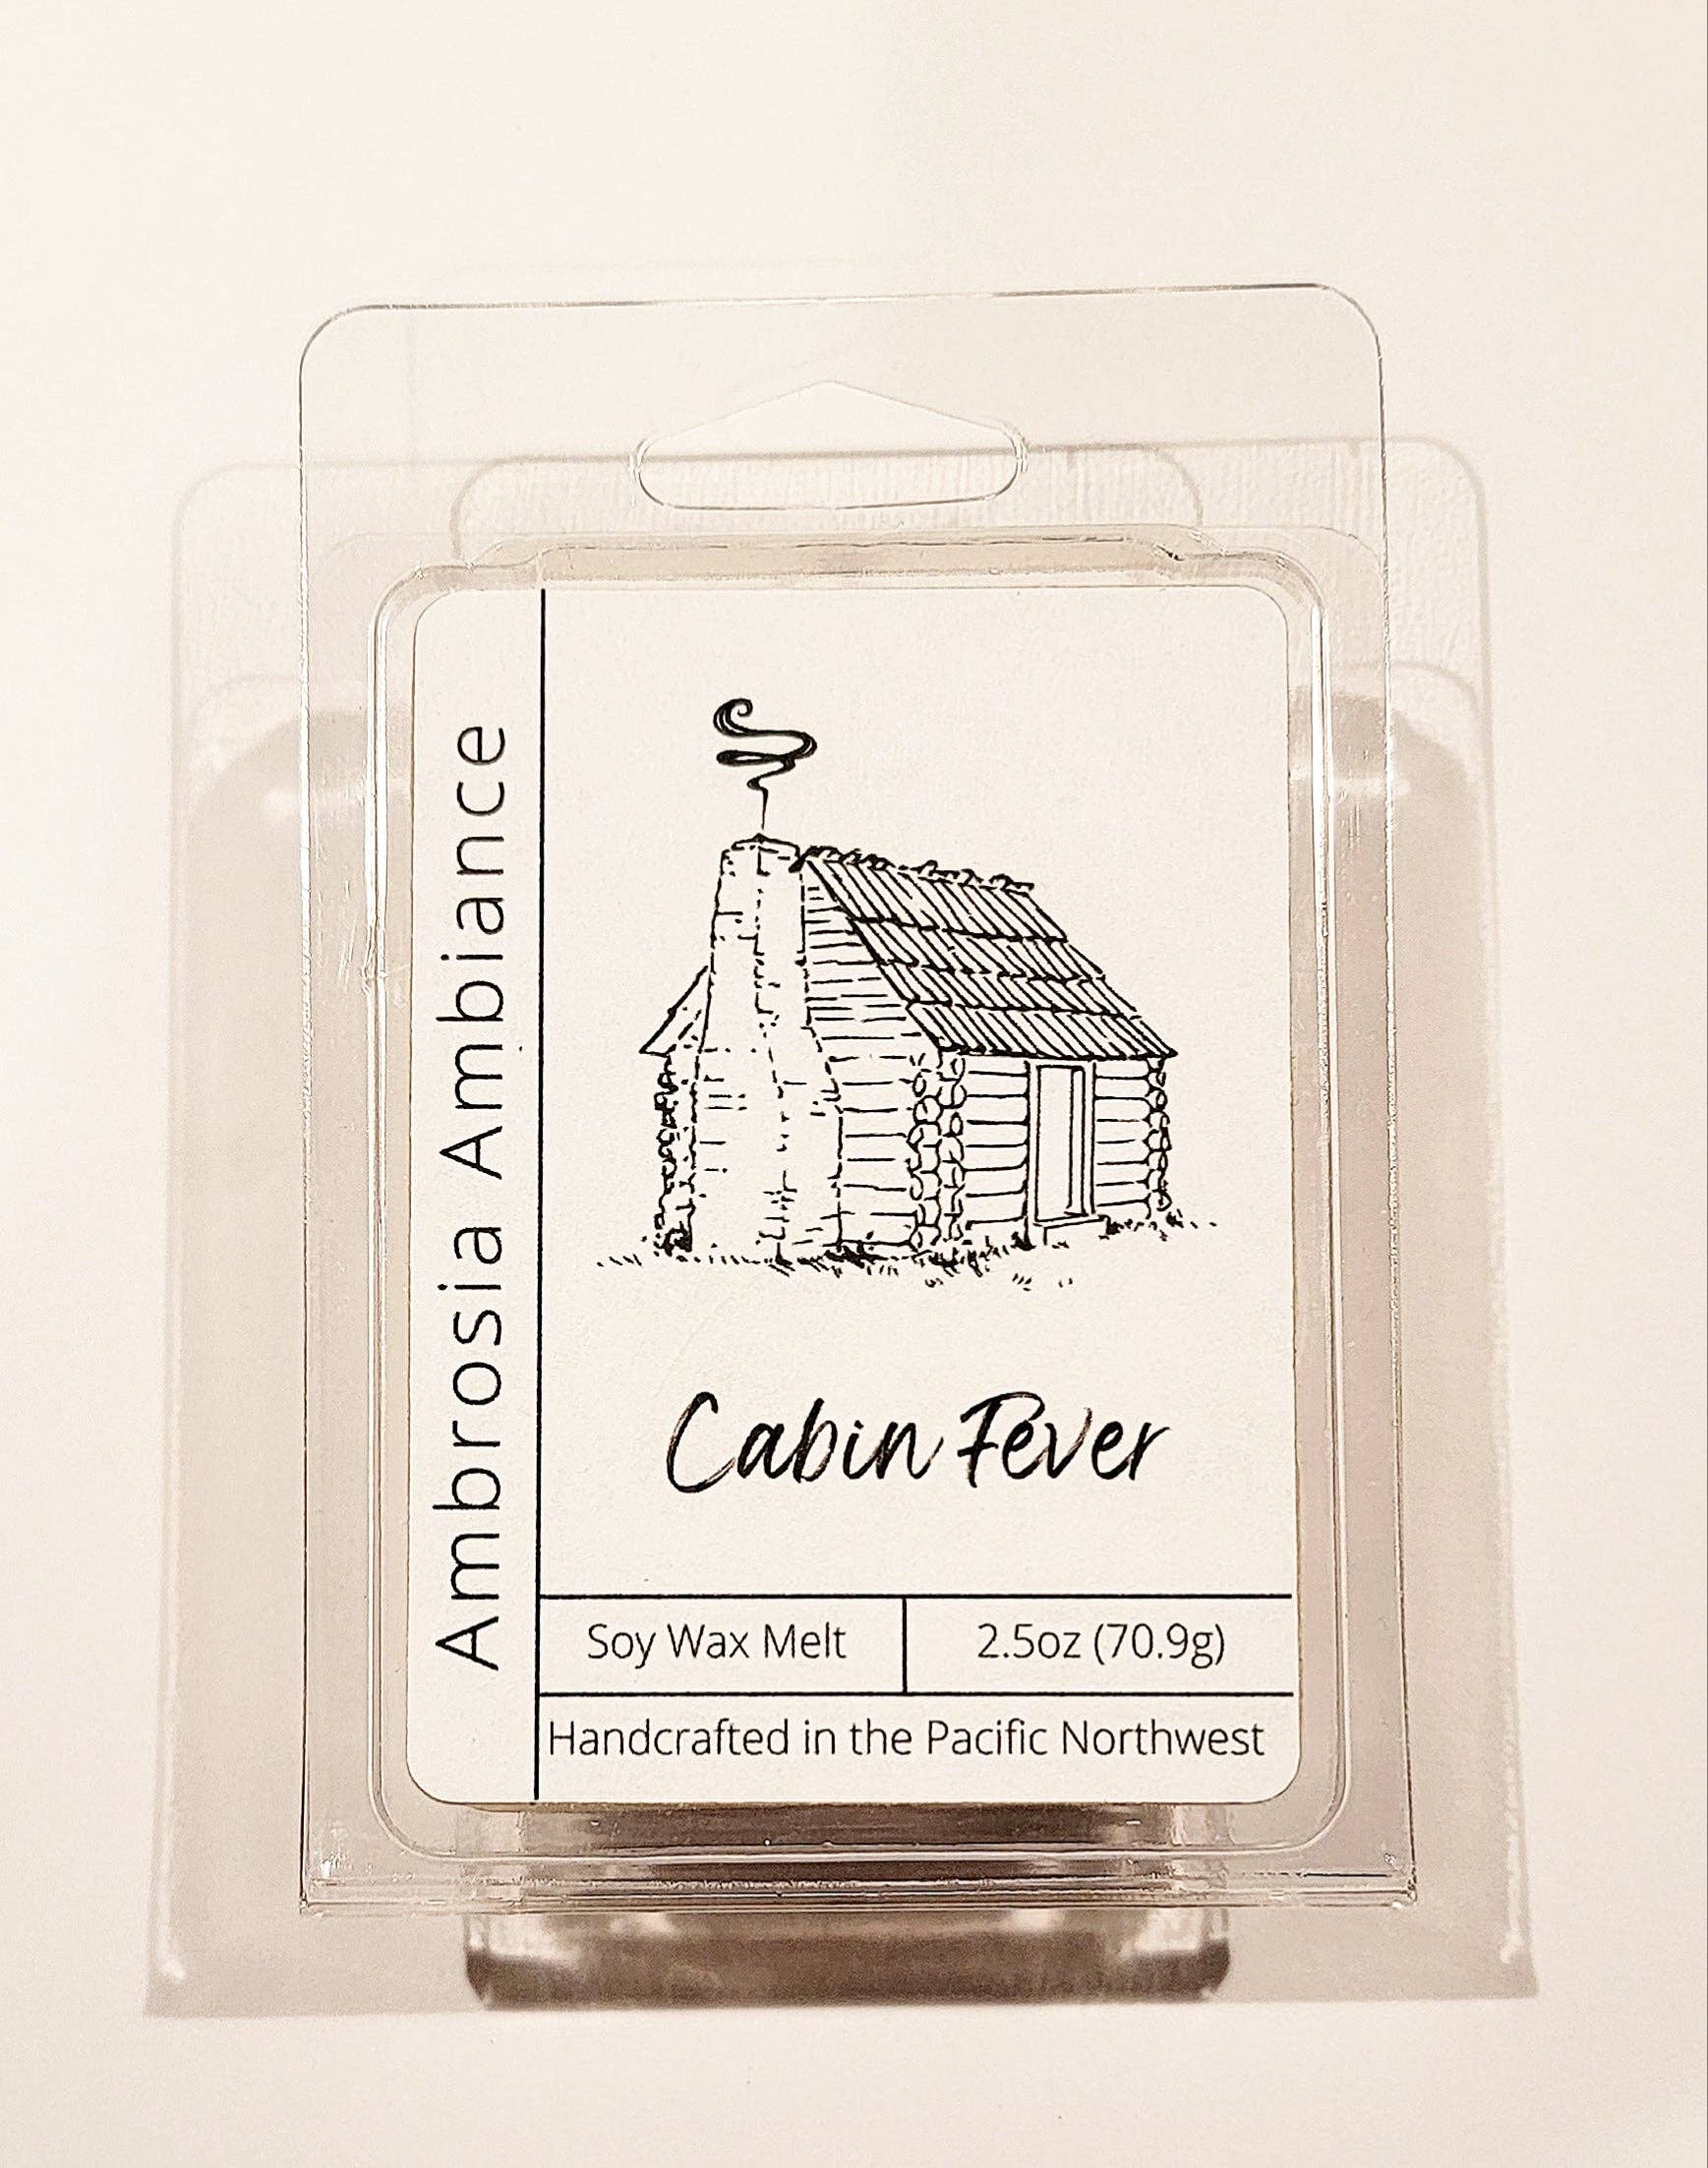 Ambrosia Ambiance
Cabin Fever
Soy Wax Melt
2.5oz (70.9g)
Handcrafted in the Pacific Northwest